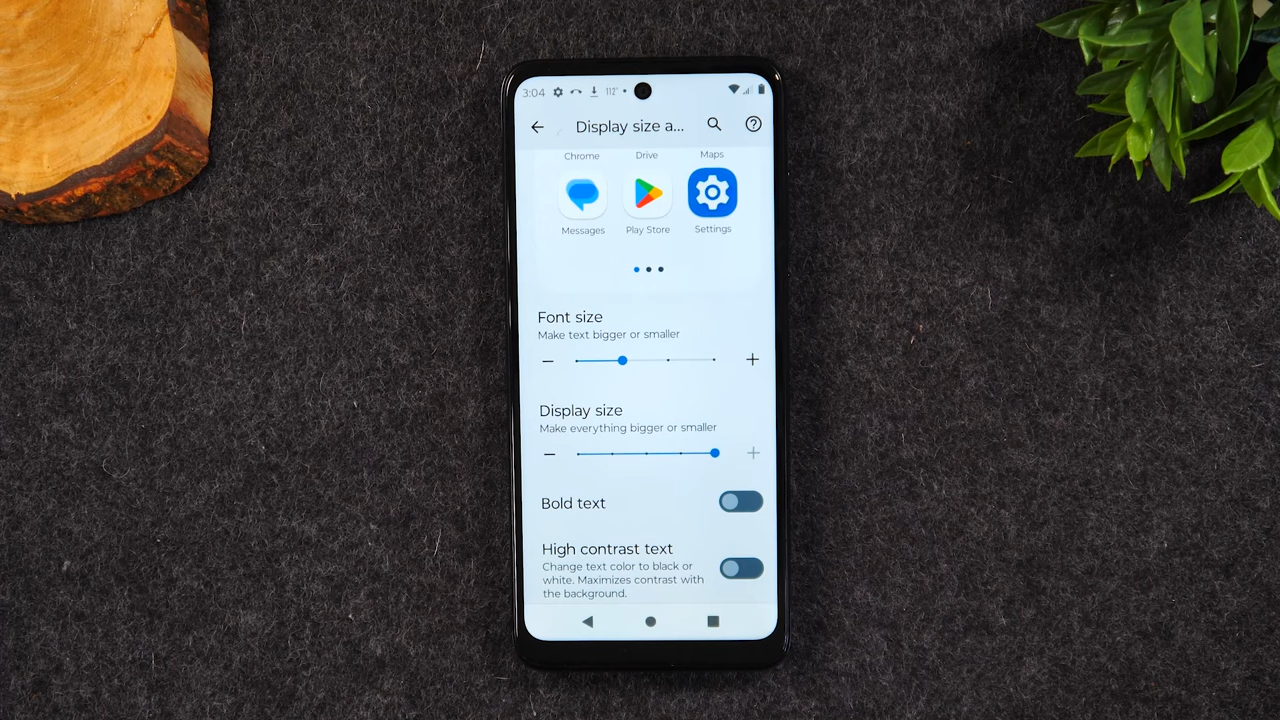 3:04 112°
Display size a...
Chrome Drive Maps
Messages Play Store Settings
Font size
Make text bigger or smaller
Display size
Make everything bigger or smaller
Bold text
High contrast text
Change text color to black or
white. Maximizes contrast with
the background.